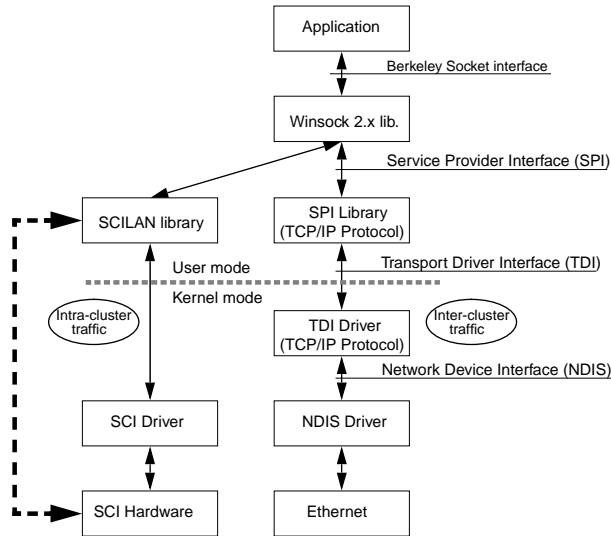 Application
Berkeley Socket interface
Winsock 2.x lib.
Service Provider Interface (SPI)
SCILAN library
SPI Library
(TCP/IP Protocol)
User mode
Transport Driver Interface (TDI)
Kernel mode
Intra-cluster
traffic
TDI Driver
(TCP/IP Protocol)
Inter-cluster
traffic
Network Device Interface (NDIS)
SCI Driver
NDIS Driver
SCI Hardware
Ethernet